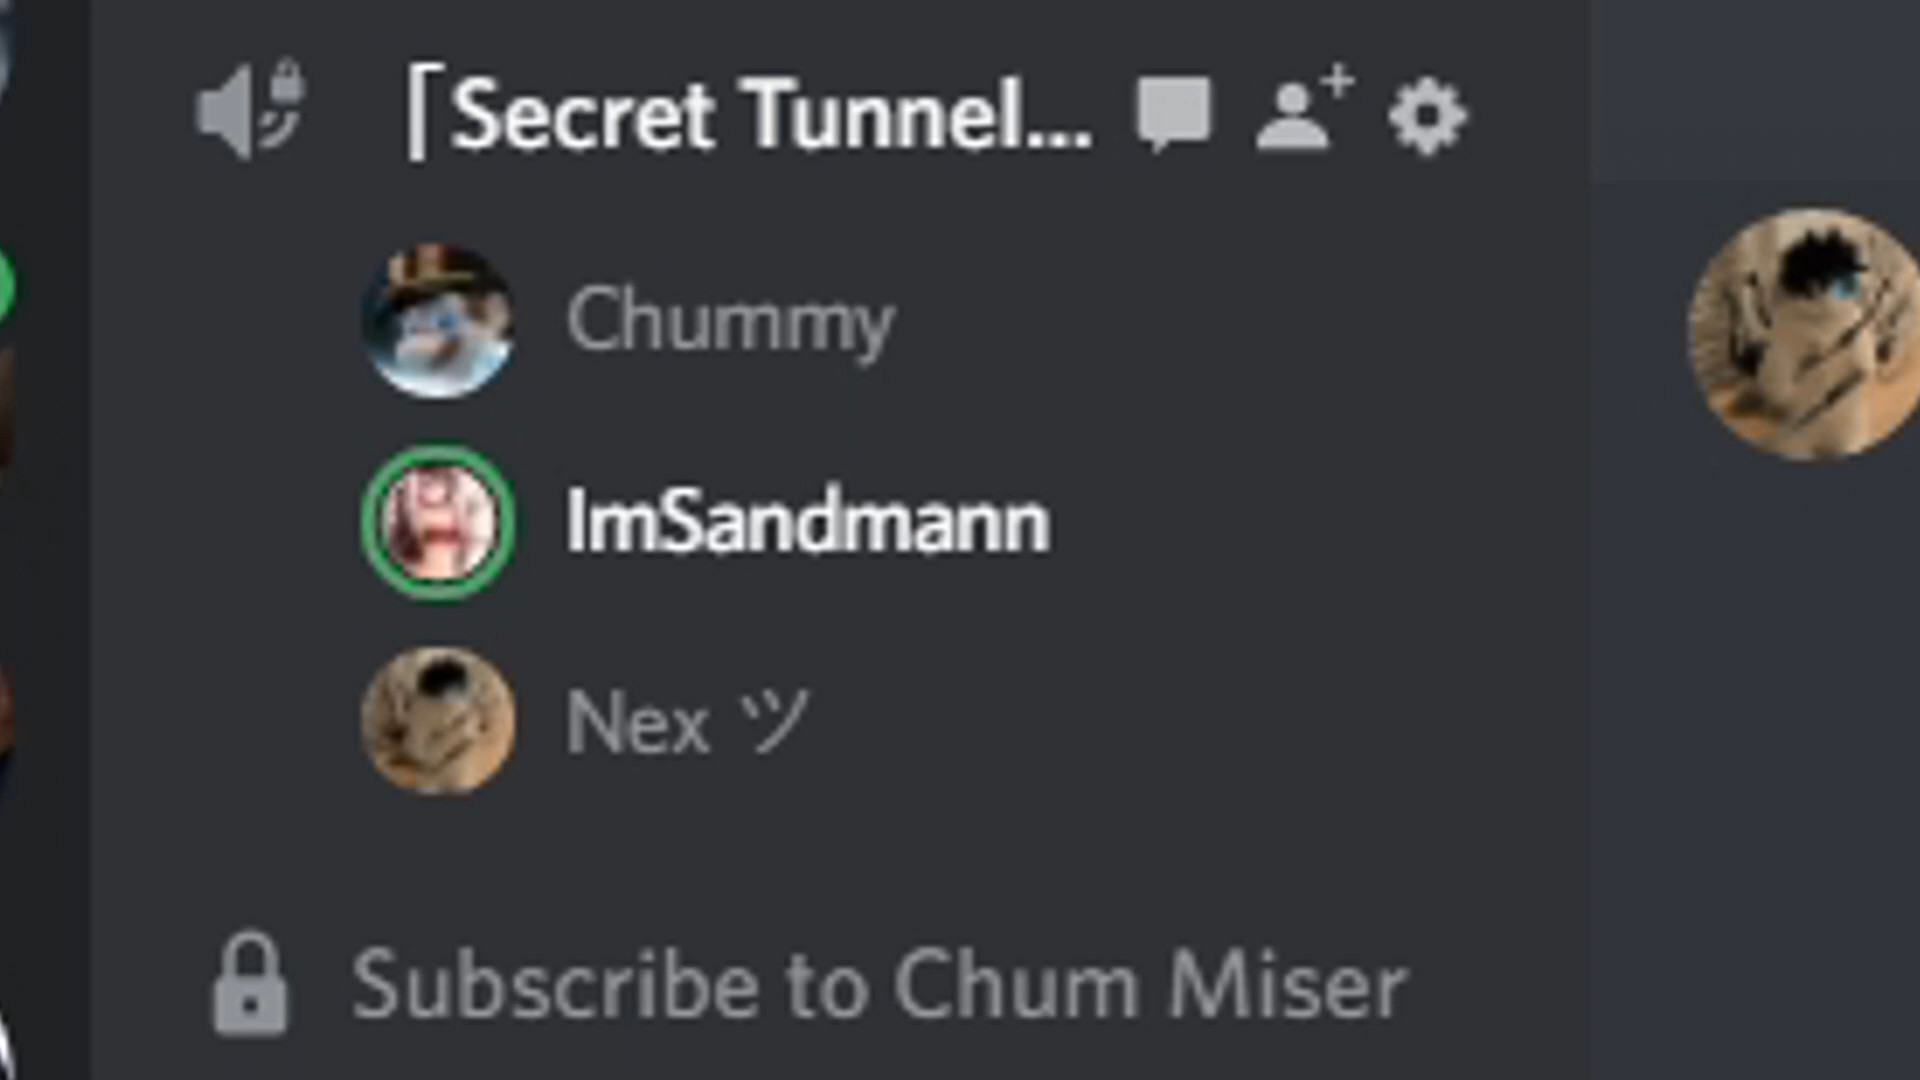 「Secret Tunnel...
Chummy
ImSandmann
Nex ツ
Subscribe to Chum Miser